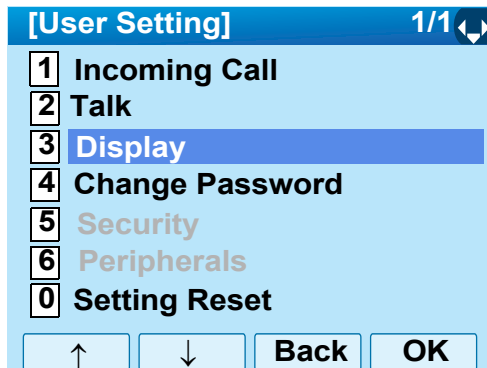 [User Setting] 1/1
1 Incoming Call
2 Talk
3 Display
4 Change Password
5 Security
6 Peripherals
0 Setting Reset
↑ ↓ Back OK